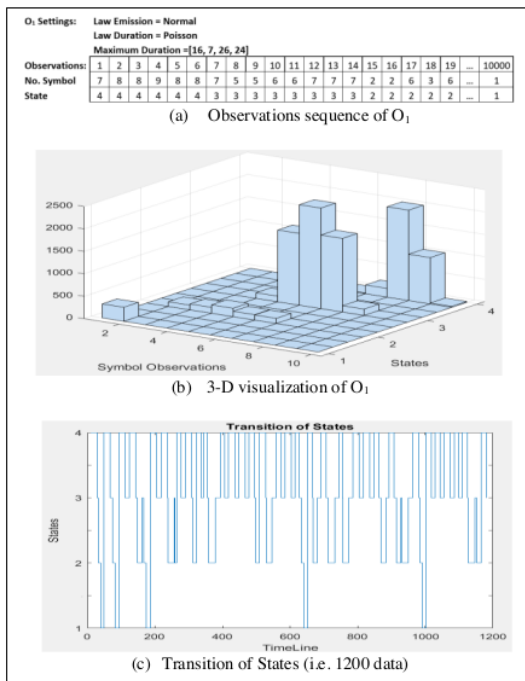 O₁ Settings: Law Emission = Normal
Law Duration = Poisson
Maximum Duration =[16, 7, 26, 24]
Observations: 1 2 3 4 5 6 7 8 9 10 11 12 13 14 15 16 17 18 19 ... 10000
No. Symbol 7 8 8 9 8 8 7 5 5 6 6 7 7 7 2 2 6 3 6 ... 1
State 4 4 4 4 4 4 3 3 3 3 3 3 3 3 2 2 2 2 2 ... 1
(a) Observations sequence of O₁
2500
2000
1500
1000
500
0
2
4
6
8
10
1
2
3
4
Symbol Observations
States
(b) 3-D visualization of O₁
Transition of States
4
3
2
1
States
0 200 400 600 800 1000 1200
TimeLine
(c) Transition of States (i.e. 1200 data)